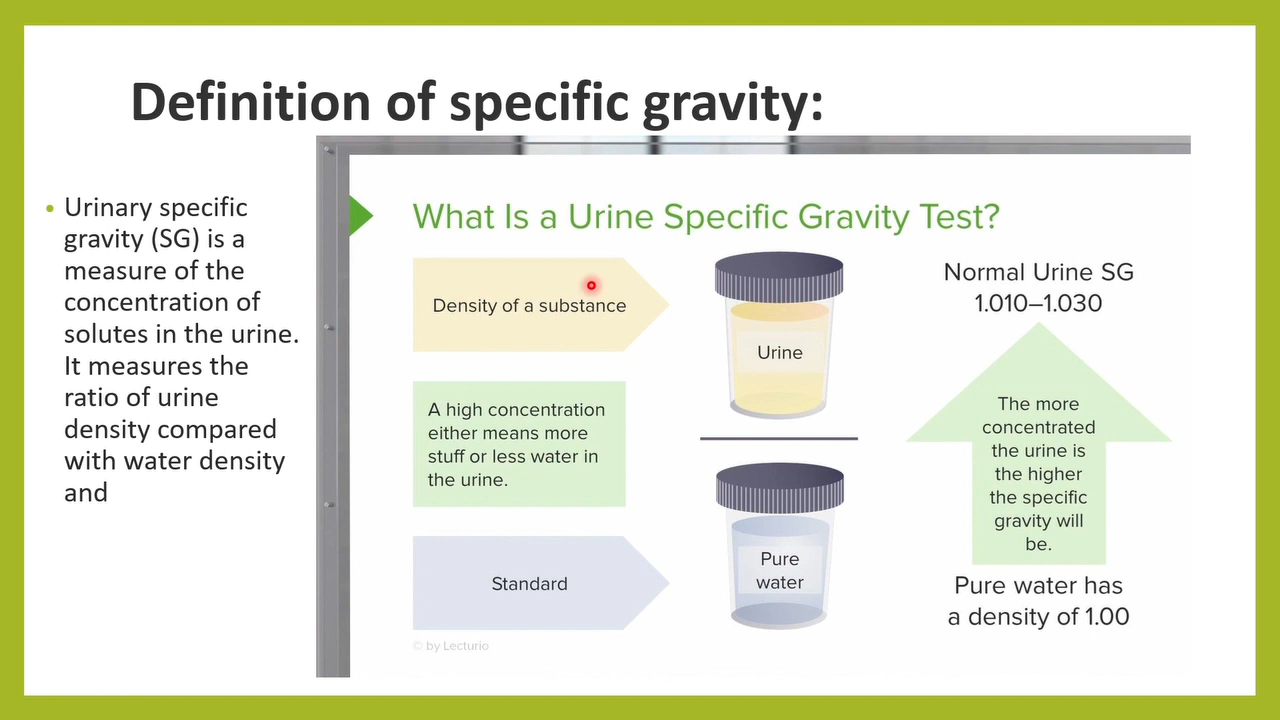 Definition of specific gravity:
• Urinary specific
gravity (SG) is a
measure of the
concentration of
solutes in the urine.
It measures the
ratio of urine
density compared
with water density
and
What Is a Urine Specific Gravity Test?
Density of a substance
A high concentration
either means more
stuff or less water in
the urine.
Standard
© by Lecturio
Urine
Pure
water
Normal Urine SG
1.010–1.030
The more
concentrated
the urine is
the higher
the specific
gravity will
be.
Pure water has
a density of 1.00